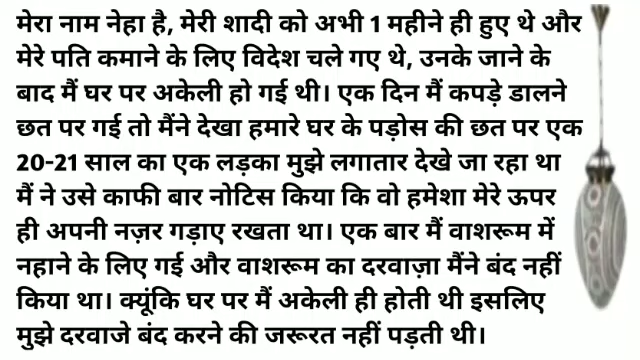 मेरा नाम नेहा है, मेरी शादी को अभी 1 महीने ही हुए थे और
मेरे पति कमाने के लिए विदेश चले गए थे, उनके जाने के
बाद मैं घर पर अकेली हो गई थी। एक दिन मैं कपड़े डालने
छत पर गई तो मैंने देखा हमारे घर के पड़ोस की छत पर एक
20-21 साल का एक लड़का मुझे लगातार देखे जा रहा था
मैं ने उसे काफी बार नोटिस किया कि वो हमेशा मेरे ऊपर
ही अपनी नज़र गड़ाए रखता था। एक बार मैं वाशरूम में
नहाने के लिए गई और वाशरूम का दरवाज़ा मैंने बंद नहीं
किया था। क्यूंकि घर पर मैं अकेली ही होती थी इसलिए
मुझे दरवाजे बंद करने की जरूरत नहीं पड़ती थी।